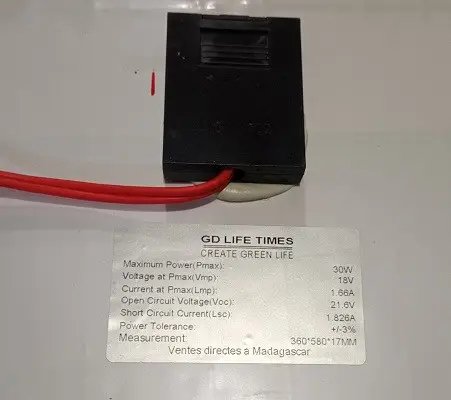 GD LIFE TIMES
CREATE GREEN LIFE
Maximum Power(Pmax): 30W
Voltage at Pmax(Vmp): 18V
Current at Pmax(Lmp): 1.66A
Open Circuit Voltage(Voc): 21.6V
Short Circuit Current(Lsc): 1.826A
Power Tolerance: +/-3%
Measurement: 360*580*17MM
Ventes directes a Madagascar